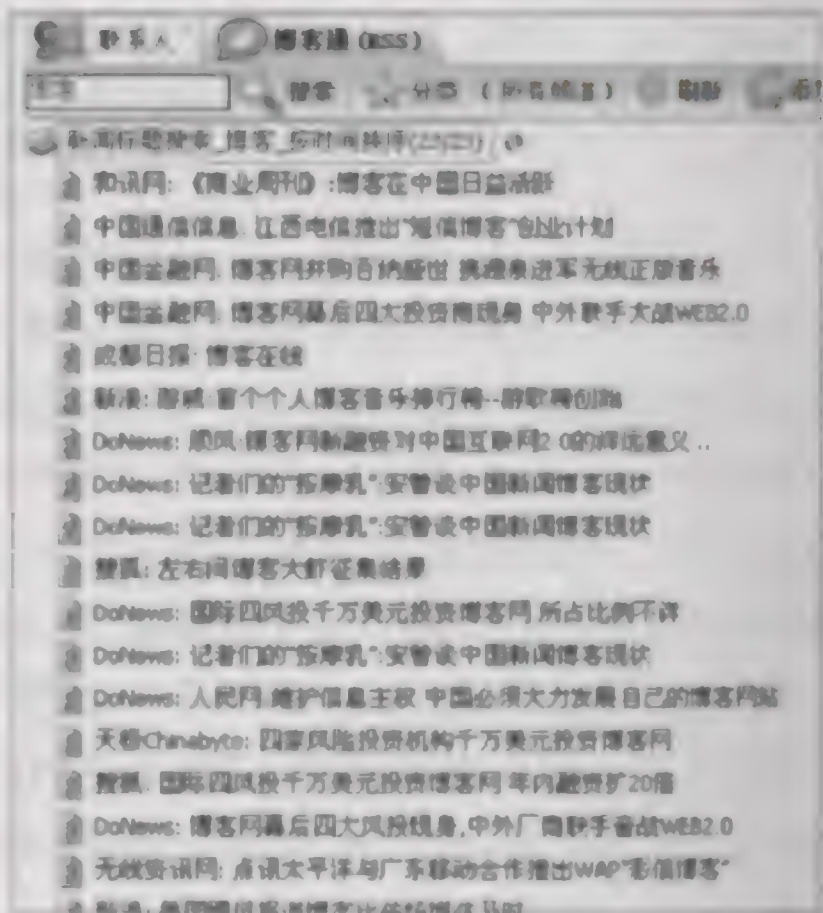 联系人 博客通 (RSS)
搜索 分类 刷新
和讯网: 《商业周刊》:博客在中国日益活跃
中国通信信息: 江西电信推出"短信博客"创业计划
中国金融网: 博客网并购百纳盛世 携 进军无线正版音乐
中国金融网: 博客网幕后四大投资商现身 中外联手大战WEB2.0
成都日报: 博客在线
新浪: 首个个人博客音乐排行榜
DoNews: 顺风:博客网新融资对中国互联网2.0的深远意义 ..
DoNews: 记者们的"按摩乳":安替谈中国新闻博客现状
DoNews: 记者们的"按摩乳":安替谈中国新闻博客现状
搜狐: 左右间博客大虾征集结果
DoNews: 国际四风投千万美元投资博客网 所占比例不详
DoNews: 记者们的"按摩乳":安替谈中国新闻博客现状
DoNews: 人民网:维护信息主权 中国必须大力发展自己的博客网站
天极Chinabyte: 四家风险投资机构千万美元投资博客网
搜狐: 国际四风投千万美元投资博客网 年内融资扩20倍
DoNews: 博客网幕后四大风投现身,中外厂商联手奋战WEB2.0
无线资讯网: 点讯太平洋与广东移动合作推出WAP"彩信博客"